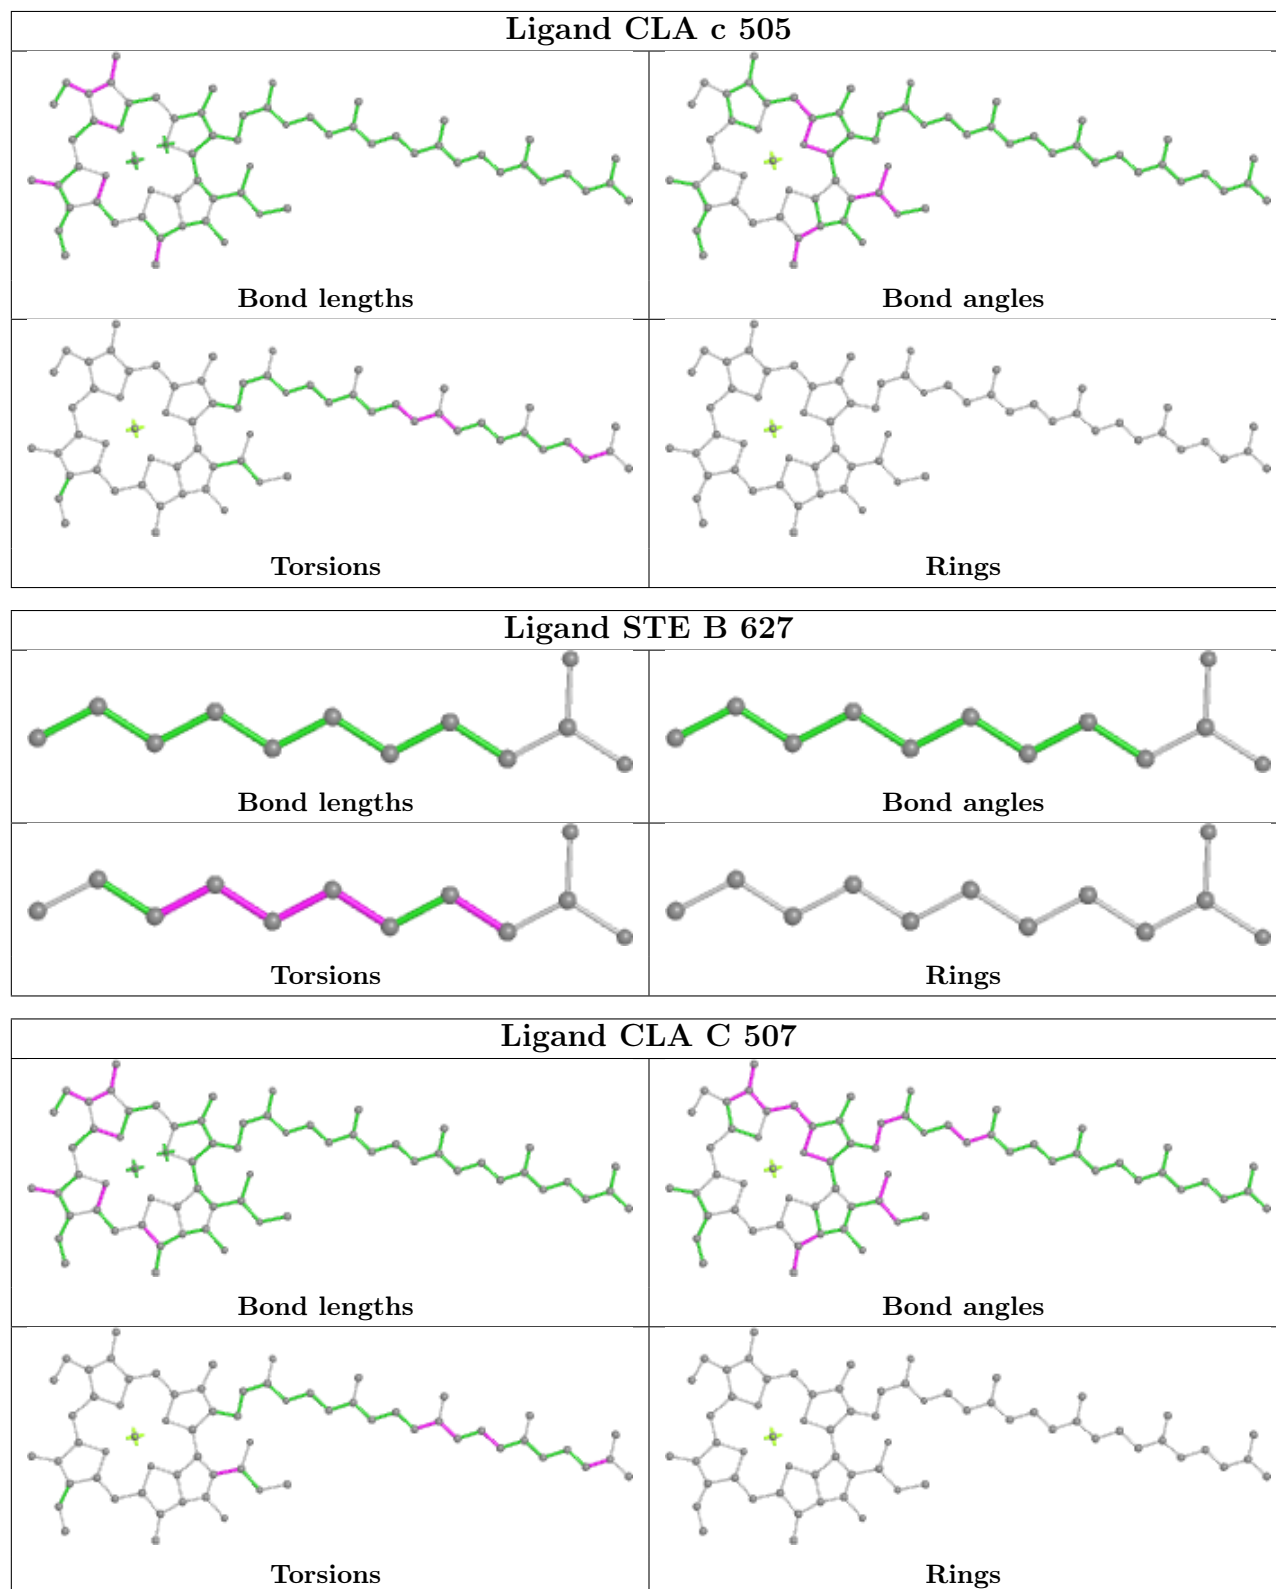 Ligand CLA c 505
Bond lengths
Bond angles
Torsions
Rings
Ligand STE B 627
Bond lengths
Bond angles
Torsions
Rings
Ligand CLA C 507
Bond lengths
Bond angles
Torsions
Rings